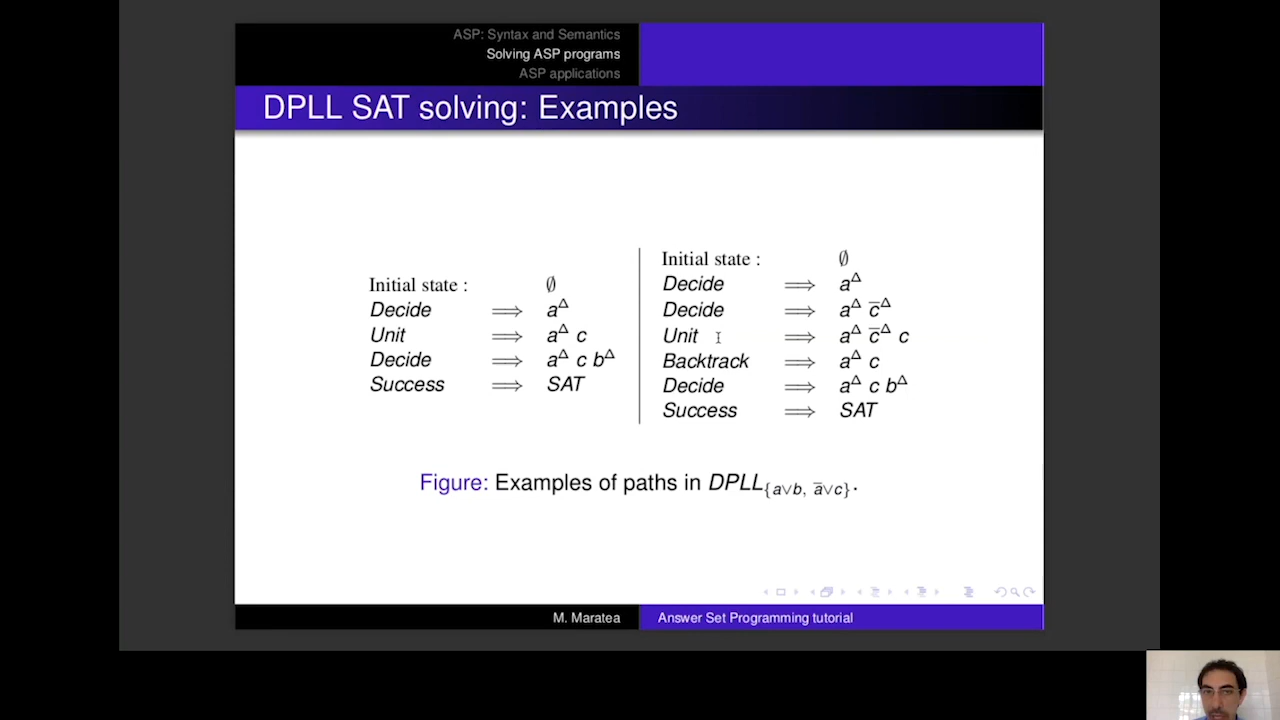 ASP: Syntax and Semantics
Solving ASP programs
ASP applications
DPLL SAT solving: Examples
Initial state : ∅
Decide ⟹ a^Δ
Unit ⟹ a^Δ c
Decide ⟹ a^Δ c b^Δ
Success ⟹ SAT
Initial state : ∅
Decide ⟹ a^Δ
Decide ⟹ a^Δ c̅^Δ
Unit ⟹ a^Δ c̅^Δ c
Backtrack ⟹ a^Δ c
Decide ⟹ a^Δ c b^Δ
Success ⟹ SAT
Figure: Examples of paths in DPLL_{a∨b, a̅∨c}.
M. Maratea
Answer Set Programming tutorial